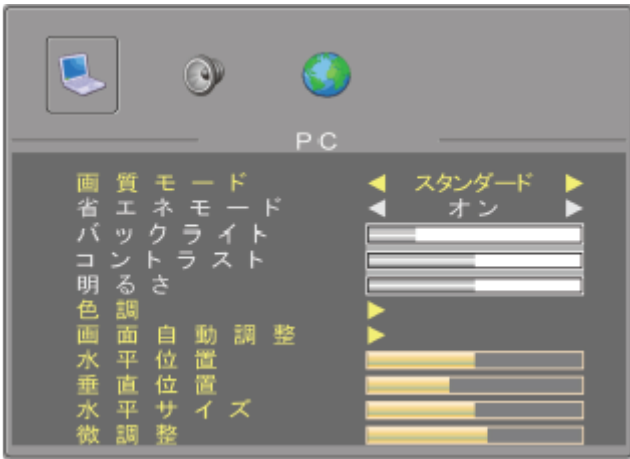 PC
画質モード スタンダード
省エネモード オン
バックライト
コントラスト
明るさ
色調
画面自動調整
水平位置
垂直位置
水平サイズ
微調整